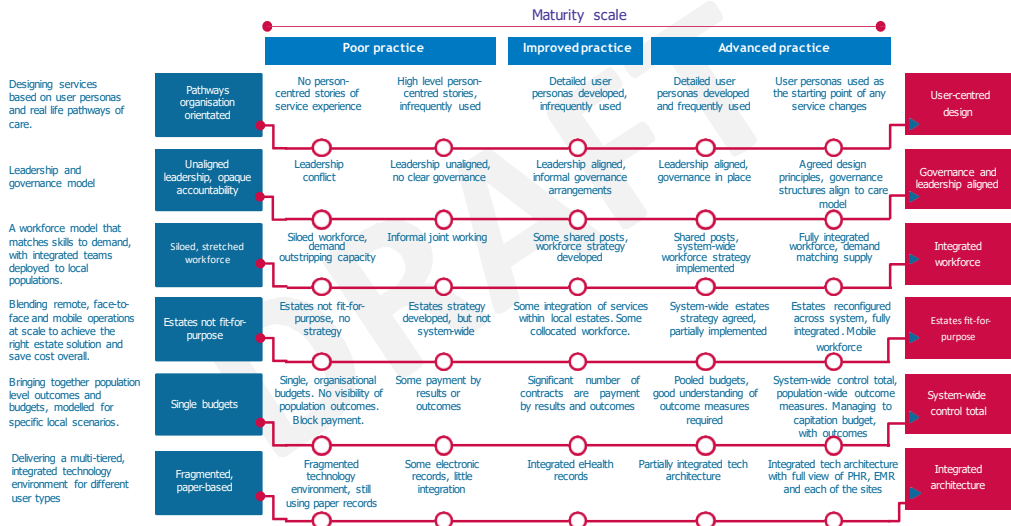 Maturity scale
Poor practice
Improved practice
Advanced practice
Designing services
based on user personas
and real life pathways of
care.
Pathways
organisation
orientated
No person-
centred stories of
service experience
High level person-
centred stories,
infrequently used
Detailed user
personas developed,
infrequently used
Detailed user
personas developed
and frequently used
User personas used as
the starting point of any
service changes
User-centred
design
Leadership and
governance model
Unaligned
leadership, opaque
accountability
Leadership
conflict
Leadership unaligned,
no clear governance
Leadership aligned,
informal governance
arrangements
Leadership aligned,
governance in place
Agreed design
principles, governance
structures align to care
model
Governance and
leadership aligned
A workforce model that
matches skills to demand,
with integrated teams
deployed to local
populations.
Siloed, stretched
workforce
Siloed workforce,
demand
outstripping capacity
Informal joint working
Some shared posts,
workforce strategy
developed
Shared posts,
system-wide
workforce strategy
implemented
Fully integrated
workforce, demand
matching supply
Integrated
workforce
Blending remote, face-to-
face and mobile operations
at scale to achieve the
right estate solution and
save cost overall.
Estates not fit-for-
purpose
Estates not fit-for-
purpose, no
strategy
Estates strategy
developed, but not
system-wide
Some integration of services
within local estates. Some
collocated workforce.
System-wide estates
strategy agreed,
partially implemented
Estates reconfigured
across system, fully
integrated. Mobile
workforce
Estates fit-for-
purpose
Bringing together population
level outcomes and
budgets, modelled for
specific local scenarios.
Single budgets
Single, organisational
budgets. No visibility of
population outcomes.
Block payment.
Some payment by
results or
outcomes
Significant number of
contracts are payment
by results and outcomes
Pooled budgets,
good understanding of
outcome measures
required
System-wide control total,
population-wide outcome
measures. Managing to
capitation budget,
with outcomes
System-wide
control total
Delivering a multi-tiered,
integrated technology
environment for different
user types
Fragmented,
paper-based
Fragmented
technology
environment, still
using paper records
Some electronic
records, little
integration
Integrated eHealth
records
Partially integrated tech
architecture
Integrated tech architecture
with full view of PHR, EMR
and each of the sites
Integrated
architecture
DRAFT